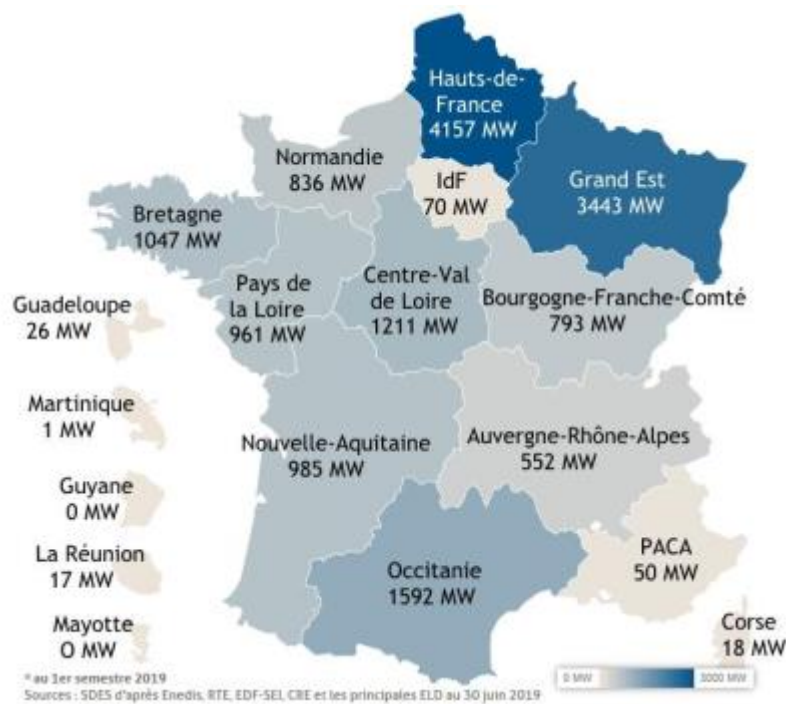 Hauts-de-
France
4157 MW
Normandie
836 MW
IdF
70 MW
Grand Est
3443 MW
Bretagne
1047 MW
Pays de
la Loire
961 MW
Centre-Val
de Loire
1211 MW
Bourgogne-Franche-Comté
793 MW
Guadeloupe
26 MW
Martinique
1 MW
Nouvelle-Aquitaine
985 MW
Auvergne-Rhône-Alpes
552 MW
Guyane
0 MW
La Réunion
17 MW
Occitanie
1592 MW
PACA
50 MW
Mayotte
O MW
Corse
18 MW
* au 1er semestre 2019
0 MW
3000 MW
Sources : SDES d'après Enedis, RTE, EDF-SEI, CRE et les principales ELD au 30 juin 2019